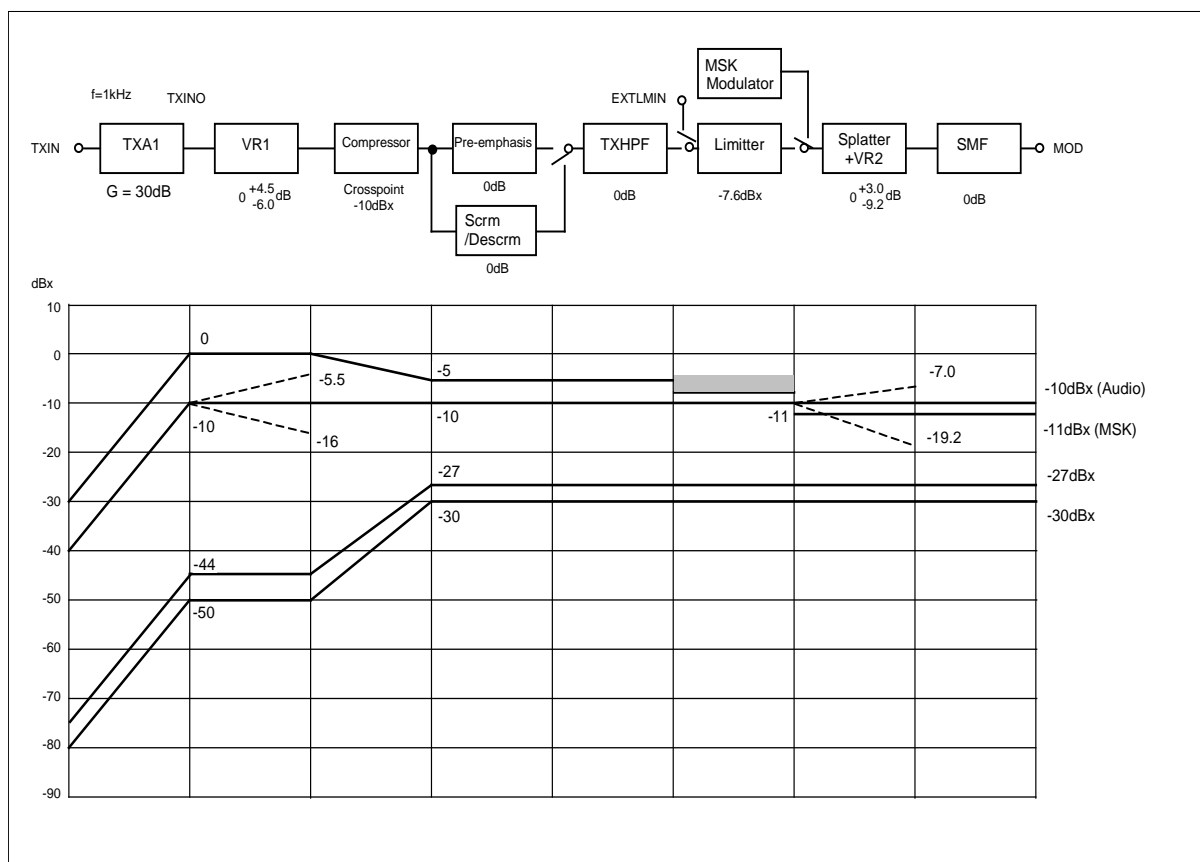 MSK
Modulator
f=1kHz
TXINO
EXTLMIN
TXIN
TXA1
VR1
Compressor
Pre-emphasis
TXHPF
Limitter
Splatter
+VR2
SMF
MOD
G = 30dB
0 +4.5 -6.0 dB
Crosspoint
-10dBx
0dB
0dB
-7.6dBx
0 +3.0 -9.2 dB
0dB
Scrm
/Descrm
0dB
dBx
10
0
0
-5
-5.5
-7.0
-10dBx (Audio)
-10
-10
-10
-11
-11dBx (MSK)
-16
-19.2
-20
-27
-27dBx
-30
-30
-30dBx
-40
-44
-50
-50
-60
-70
-80
-90